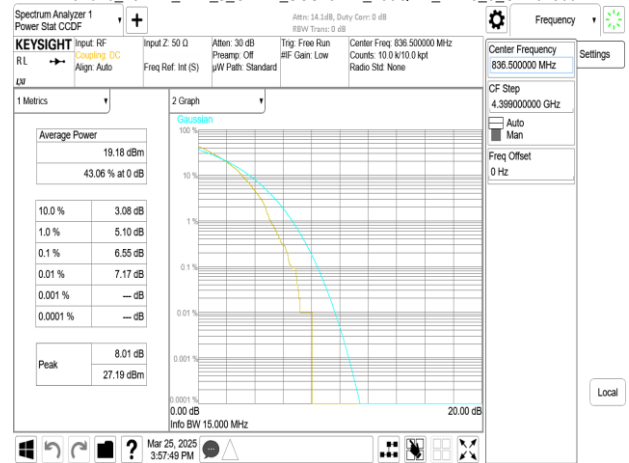 Spectrum Analyzer 1
Power Stat CCDF
Attn: 14.1dB, Duty Corr: 0 dB
RBW Trans: 0 dB
Frequency
KEYSIGHT
RL
LXI
Input: RF
Coupling: DC
Align: Auto
Input Z: 50 Ω
Freq Ref: Int (S)
Atten: 30 dB
Preamp: Off
µW Path: Standard
Trig: Free Run
#IF Gain: Low
Center Freq: 836.500000 MHz
Counts: 10.0 k/10.0 kpt
Radio Std: None
Center Frequency
836.500000 MHz
Settings
CF Step
4.399000000 GHz
Auto
Man
Freq Offset
0 Hz
1 Metrics
2 Graph
Average Power
19.18 dBm
43.06 % at 0 dB
10.0 % 3.08 dB
1.0 % 5.10 dB
0.1 % 6.55 dB
0.01 % 7.17 dB
0.001 % --- dB
0.0001 % --- dB
Peak
8.01 dB
27.19 dBm
Gaussian
100 %
10 %
1 %
0.1 %
0.01 %
0.001 %
0.0001 %
0.00 dB
20.00 dB
Info BW 15.000 MHz
Local
?
Mar 25, 2025
3:57:49 PM